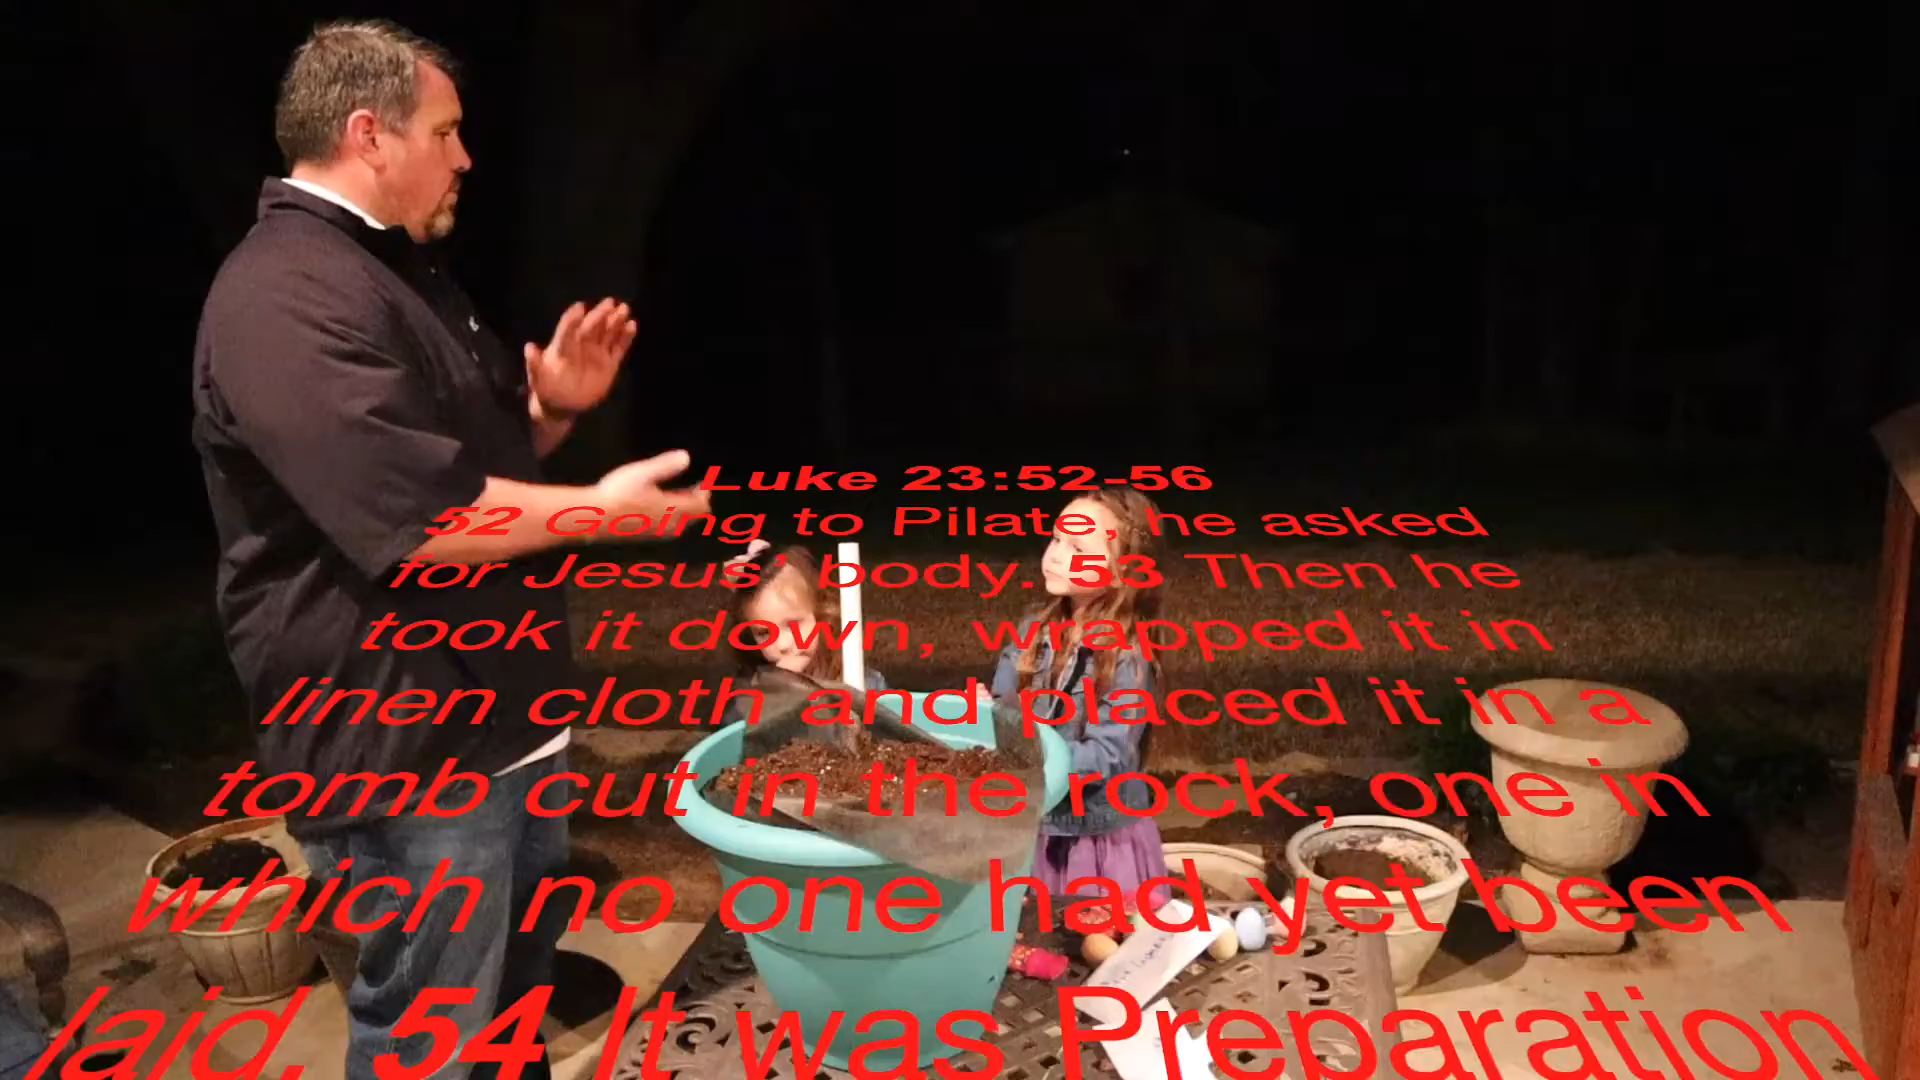 Luke 23:52-56
52 Going to Pilate, he asked
for Jesus' body. 53 Then he
took it down, wrapped it in
linen cloth and placed it in a
tomb cut in the rock, one in
which no one had yet been
laid. 54 It was Preparation